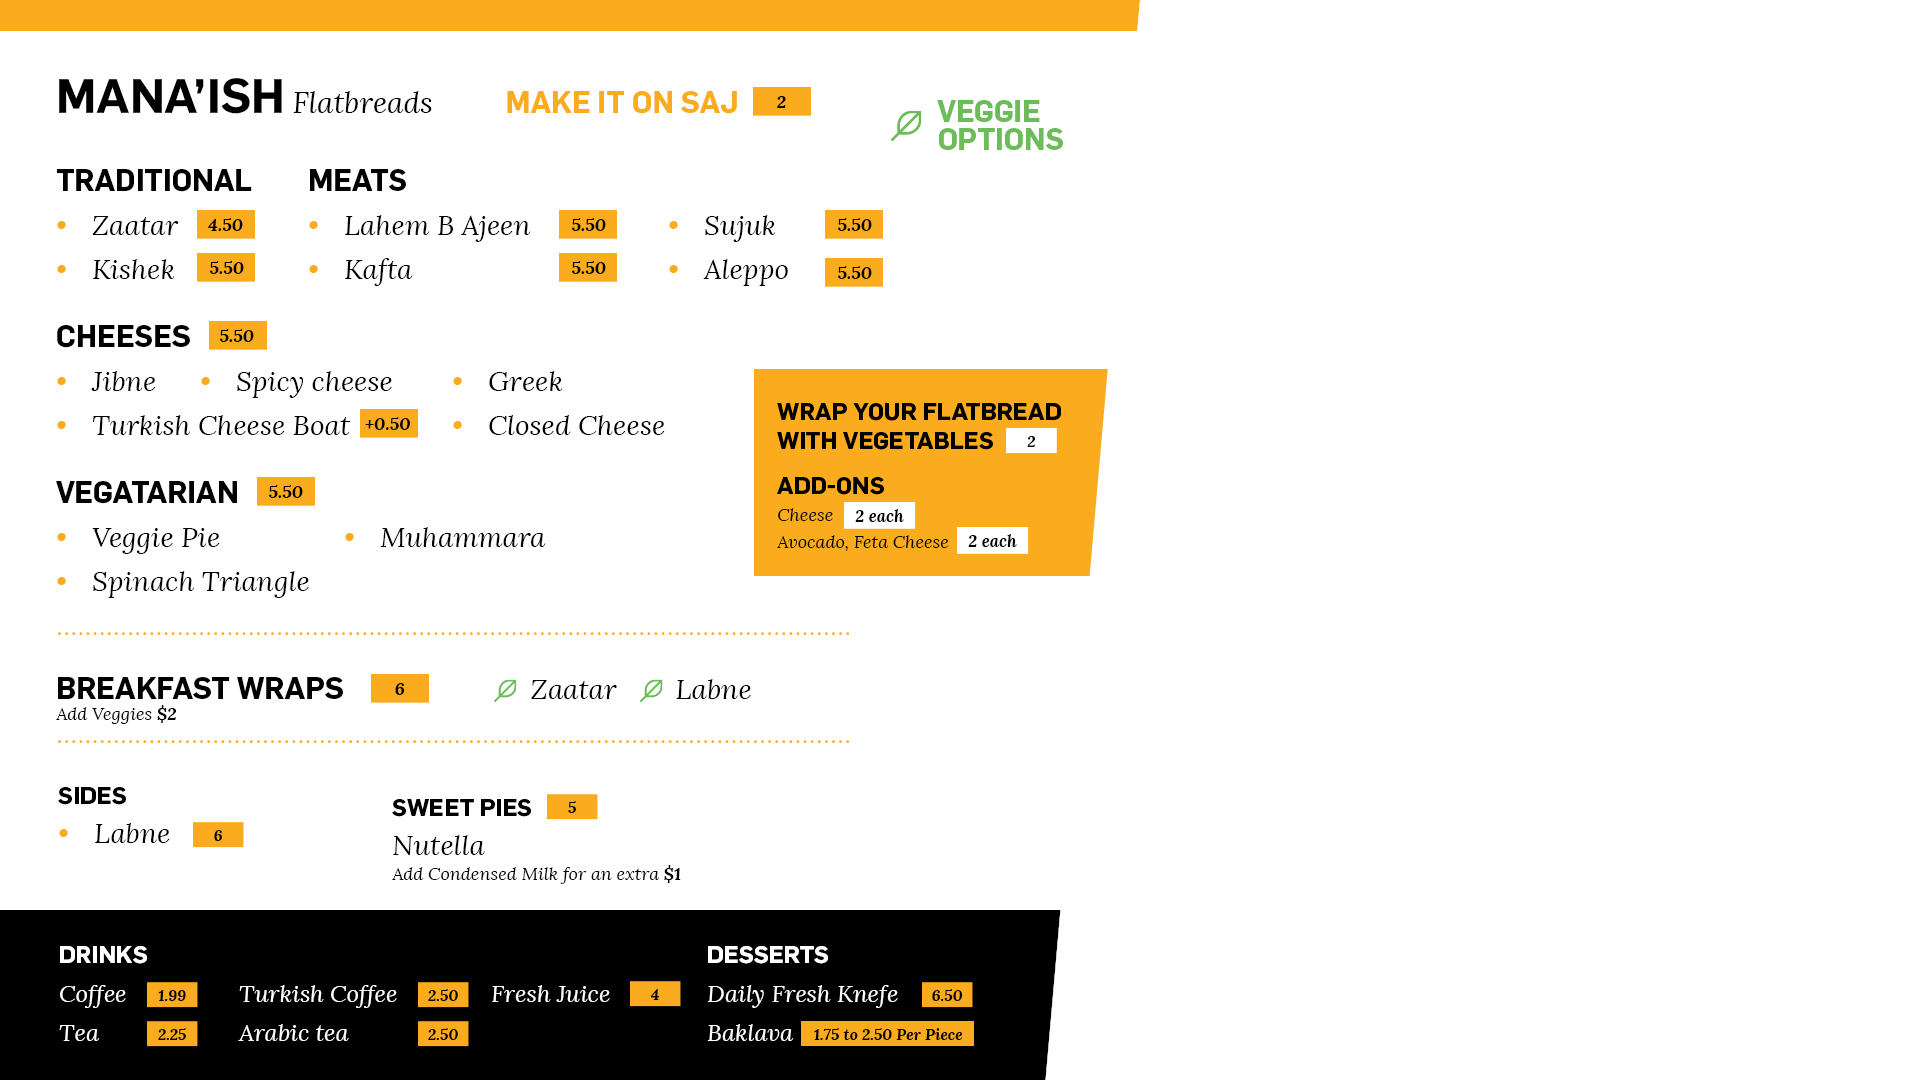 MANA’ISH Flatbreads
MAKE IT ON SAJ 2
VEGGIE
OPTIONS
TRADITIONAL
• Zaatar 4.50
• Kishek 5.50
MEATS
• Lahem B Ajeen 5.50 • Sujuk 5.50
• Kafta 5.50 • Aleppo 5.50
CHEESES 5.50
• Jibne • Spicy cheese • Greek
• Turkish Cheese Boat +0.50 • Closed Cheese
VEGATARIAN 5.50
• Veggie Pie • Muhammara
• Spinach Triangle
WRAP YOUR FLATBREAD
WITH VEGETABLES 2
ADD-ONS
Cheese 2 each
Avocado, Feta Cheese 2 each
BREAKFAST WRAPS 6 Zaatar Labne
Add Veggies $2
SIDES
• Labne 6
SWEET PIES 5
Nutella
Add Condensed Milk for an extra $1
DRINKS
Coffee 1.99 Turkish Coffee 2.50 Fresh Juice 4
Tea 2.25 Arabic tea 2.50
DESSERTS
Daily Fresh Knefe 6.50
Baklava 1.75 to 2.50 Per Piece